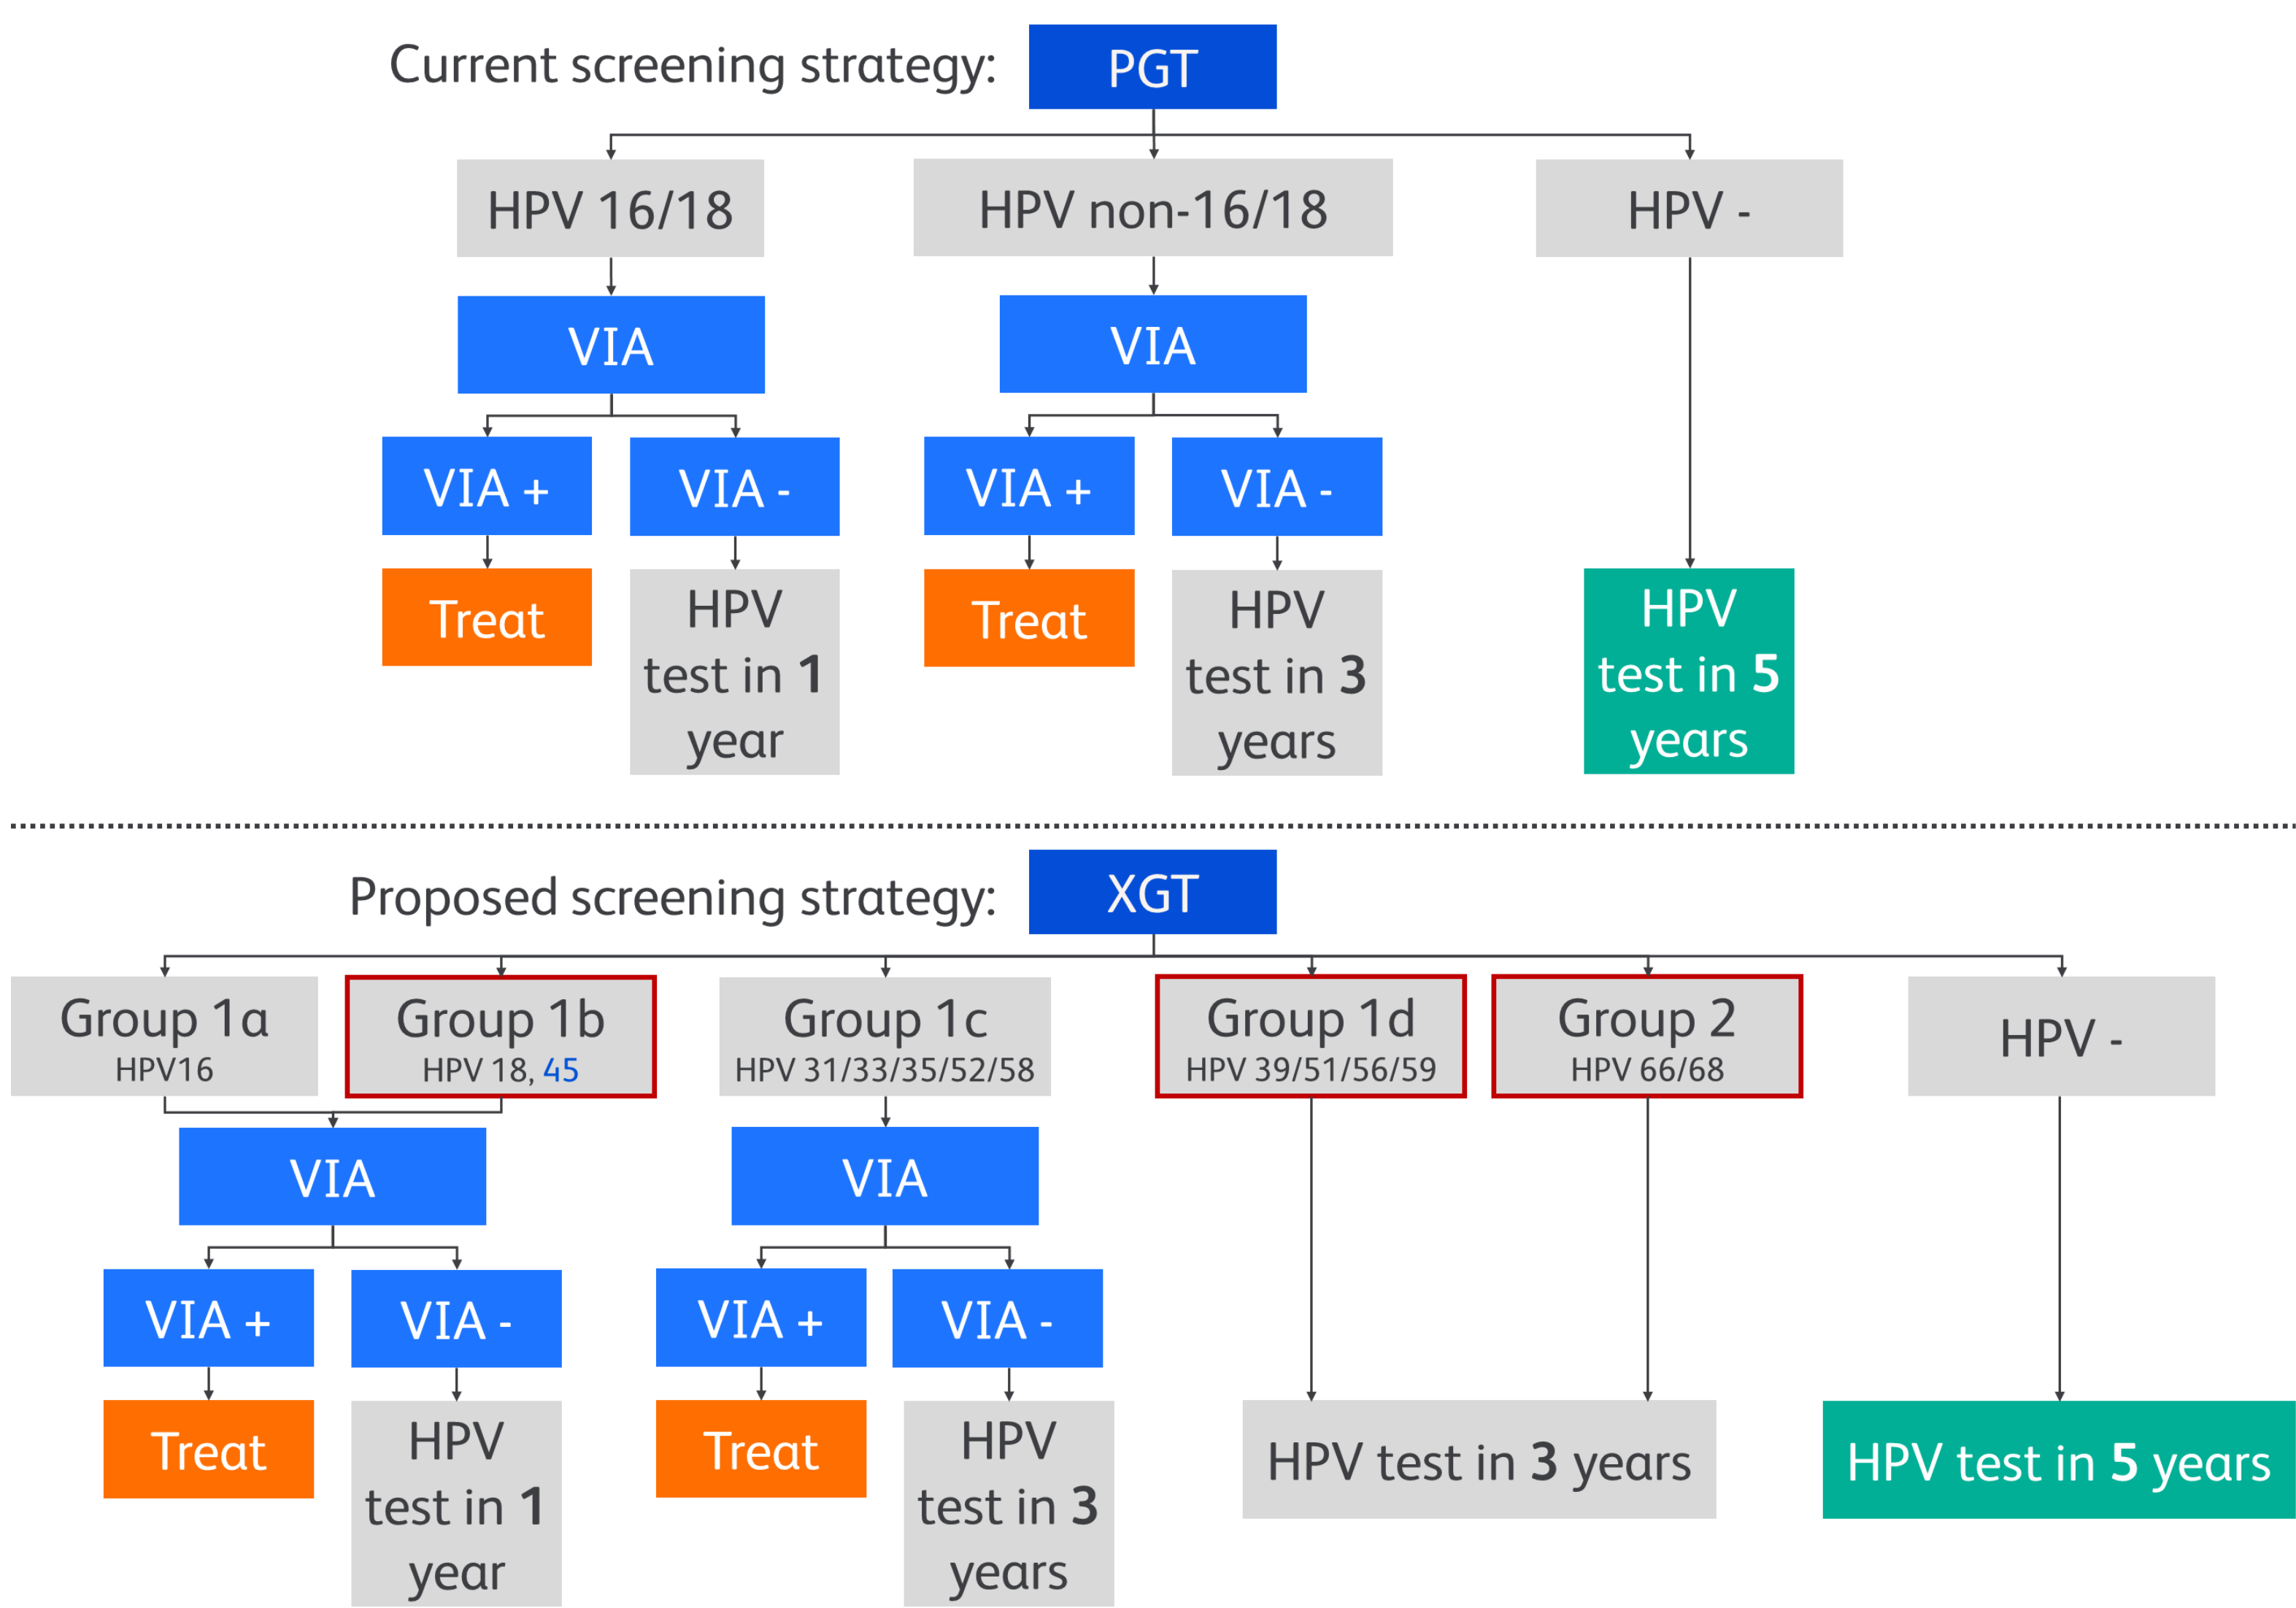 Current screening strategy:
PGT
HPV 16/18
HPV non-16/18
HPV -
VIA
VIA
VIA +
VIA -
VIA +
VIA -
Treat
HPV
test in 1
year
Treat
HPV
test in 3
years
HPV
test in 5
years
Proposed screening strategy:
XGT
Group 1a
HPV16
Group 1b
HPV 18, 45
Group 1c
HPV 31/33/35/52/58
Group 1d
HPV 39/51/56/59
Group 2
HPV 66/68
HPV -
VIA
VIA
VIA +
VIA -
VIA +
VIA -
Treat
HPV
test in 1
year
Treat
HPV
test in 3
years
HPV test in 3 years
HPV test in 5 years